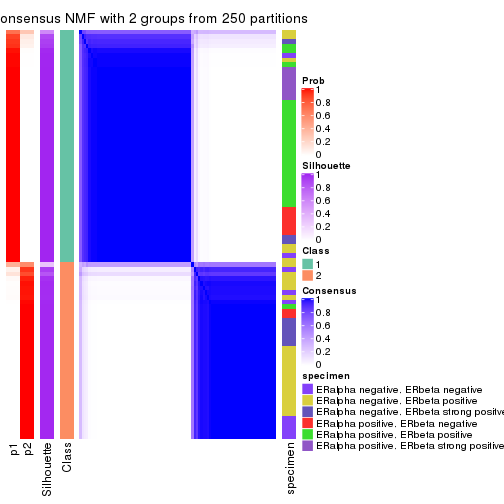 onsensus NMF with 2 groups from 250 partitions
Prob
1
0.8
0.6
0.4
0.2
0
Silhouette
1
0.8
0.6
0.4
0.2
0
Class
1
2
Consensus
1
0.8
0.6
0.4
0.2
0
specimen
ERalpha negative. ERbeta negative
ERalpha negative. ERbeta positive
ERalpha negative. ERbeta strong positive
ERalpha positive. ERbeta negative
ERalpha positive. ERbeta positive
ERalpha positive. ERbeta strong positive
p1
p2
Silhouette
Class
specimen